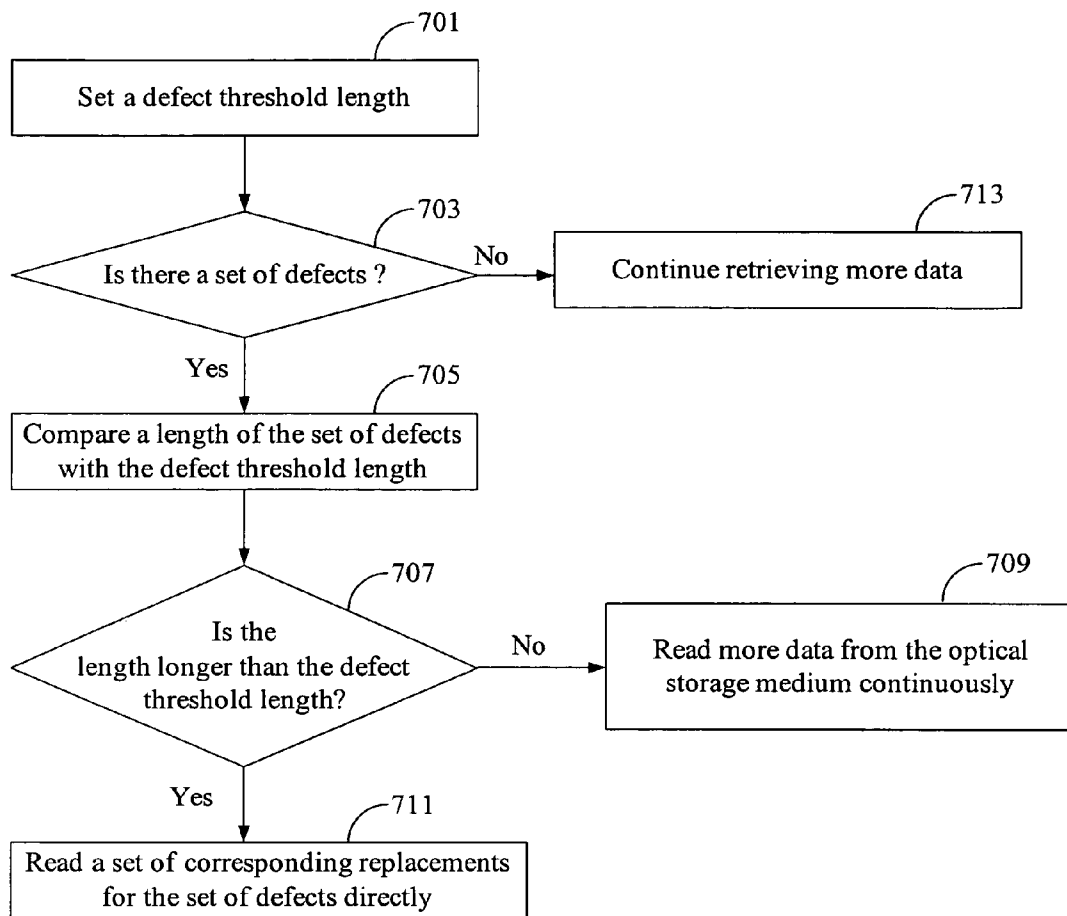 701
Set a defect threshold length
703
Is there a set of defects ?
No
713
Continue retrieving more data
Yes
705
Compare a length of the set of defects
with the defect threshold length
707
Is the
length longer than the defect
threshold length?
No
709
Read more data from the optical
storage medium continuously
Yes
711
Read a set of corresponding replacements
for the set of defects directly